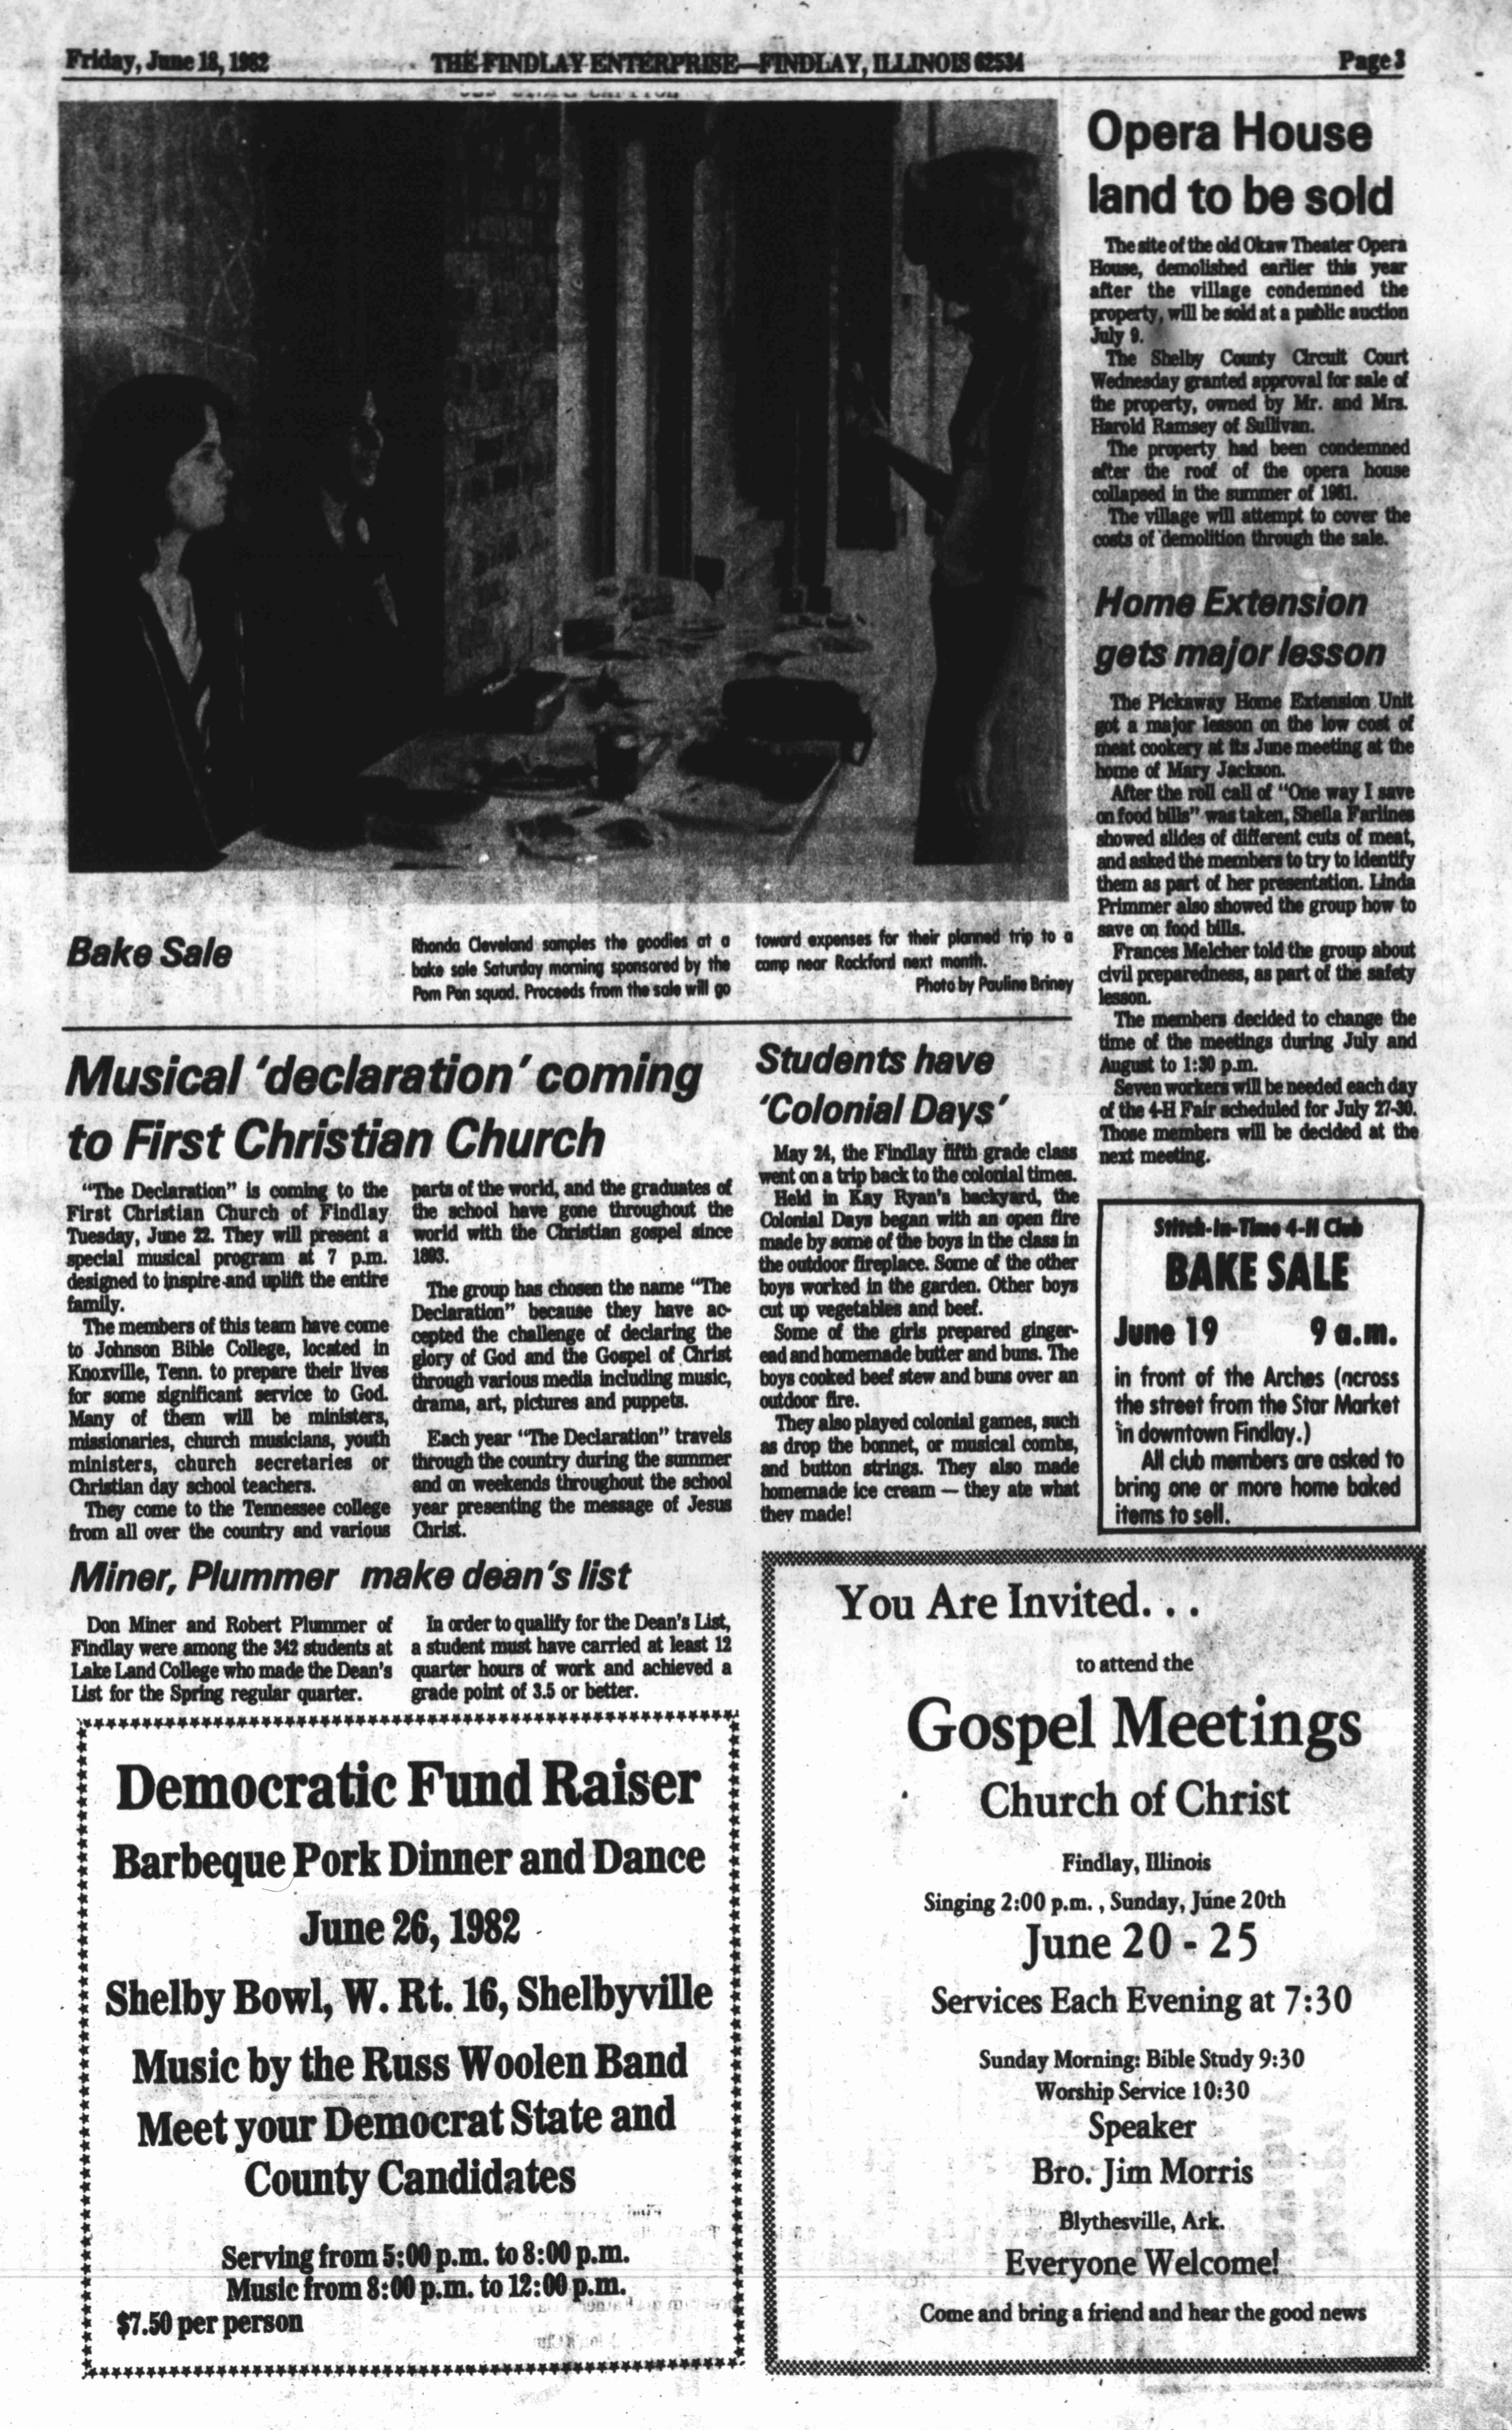 Friday, June 18, 1982
THE FINDLAY ENTERPRISE—FINDLAY, ILLINOIS 62534
Page 3
Bake Sale
Rhonda Cleveland samples the goodies at a
bake sale Saturday morning sponsored by the
Pom Pon squad. Proceeds from the sale will go
toward expenses for their planned trip to a
camp near Rockford next month.
Photo by Pauline Briney
Opera House
land to be sold
The site of the old Okaw Theater Opera
House, demolished earlier this year
after the village condemned the
property, will be sold at a public auction
July 9.
The Shelby County Circuit Court
Wednesday granted approval for sale of
the property, owned by Mr. and Mrs.
Harold Ramsey of Sullivan.
The property had been condemned
after the roof of the opera house
collapsed in the summer of 1981.
The village will attempt to cover the
costs of demolition through the sale.
Home Extension
gets major lesson
The Pickaway Home Extension Unit
got a major lesson on the low cost of
meat cookery at its June meeting at the
home of Mary Jackson.
After the roll call of "One way I save
on food bills" was taken, Sheila Farlines
showed slides of different cuts of meat,
and asked the members to try to identify
them as part of her presentation. Linda
Primmer also showed the group how to
save on food bills.
Frances Melcher told the group about
civil preparedness, as part of the safety
lesson.
The members decided to change the
time of the meetings during July and
August to 1:30 p.m.
Seven workers will be needed each day
of the 4-H Fair scheduled for July 27-30.
Those members will be decided at the
next meeting.
Musical 'declaration' coming
to First Christian Church
"The Declaration" is coming to the
First Christian Church of Findlay
Tuesday, June 22. They will present a
special musical program at 7 p.m.
designed to inspire and uplift the entire
family.
The members of this team have come
to Johnson Bible College, located in
Knoxville, Tenn. to prepare their lives
for some significant service to God.
Many of them will be ministers,
missionaries, church musicians, youth
ministers, church secretaries or
Christian day school teachers.
They come to the Tennessee college
from all over the country and various
parts of the world, and the graduates of
the school have gone throughout the
world with the Christian gospel since
1893.
The group has chosen the name "The
Declaration" because they have ac-
cepted the challenge of declaring the
glory of God and the Gospel of Christ
through various media including music,
drama, art, pictures and puppets.
Each year "The Declaration" travels
through the country during the summer
and on weekends throughout the school
year presenting the message of Jesus
Christ.
Students have
'Colonial Days'
May 24, the Findlay fifth grade class
went on a trip back to the colonial times.
Held in Kay Ryan's backyard, the
Colonial Days began with an open fire
made by some of the boys in the class in
the outdoor fireplace. Some of the other
boys worked in the garden. Other boys
cut up vegetables and beef.
Some of the girls prepared ginger-
ead and homemade butter and buns. The
boys cooked beef stew and buns over an
outdoor fire.
They also played colonial games, such
as drop the bonnet, or musical combs,
and button strings. They also made
homemade ice cream — they ate what
they made!
Stitch-In-Time 4-H Club
BAKE SALE
June 19 9 a.m.
in front of the Arches (across
the street from the Star Market
in downtown Findlay.)
All club members are asked to
bring one or more home baked
items to sell.
Miner, Plummer make dean's list
Don Miner and Robert Plummer of
Findlay were among the 342 students at
Lake Land College who made the Dean's
List for the Spring regular quarter.
In order to qualify for the Dean's List,
a student must have carried at least 12
quarter hours of work and achieved a
grade point of 3.5 or better.
Democratic Fund Raiser
Barbeque Pork Dinner and Dance
June 26, 1982
Shelby Bowl, W. Rt. 16, Shelbyville
Music by the Russ Woolen Band
Meet your Democrat State and
County Candidates
Serving from 5:00 p.m. to 8:00 p.m.
Music from 8:00 p.m. to 12:00 p.m.
$7.50 per person
You Are Invited. . .
to attend the
Gospel Meetings
Church of Christ
Findlay, Illinois
Singing 2:00 p.m. , Sunday, June 20th
June 20 - 25
Services Each Evening at 7:30
Sunday Morning: Bible Study 9:30
Worship Service 10:30
Speaker
Bro. Jim Morris
Blythesville, Ark.
Everyone Welcome!
Come and bring a friend and hear the good news